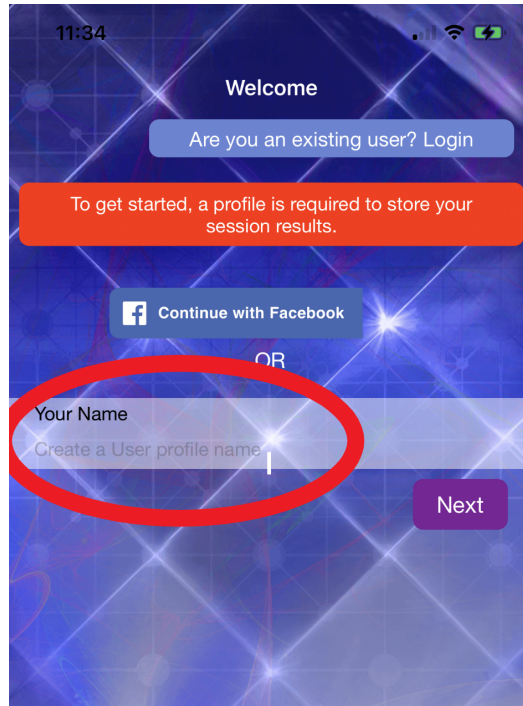 11:34
Welcome
Are you an existing user? Login
To get started, a profile is required to store your
session results.
Continue with Facebook
OR
Your Name
Create a User profile name
Next